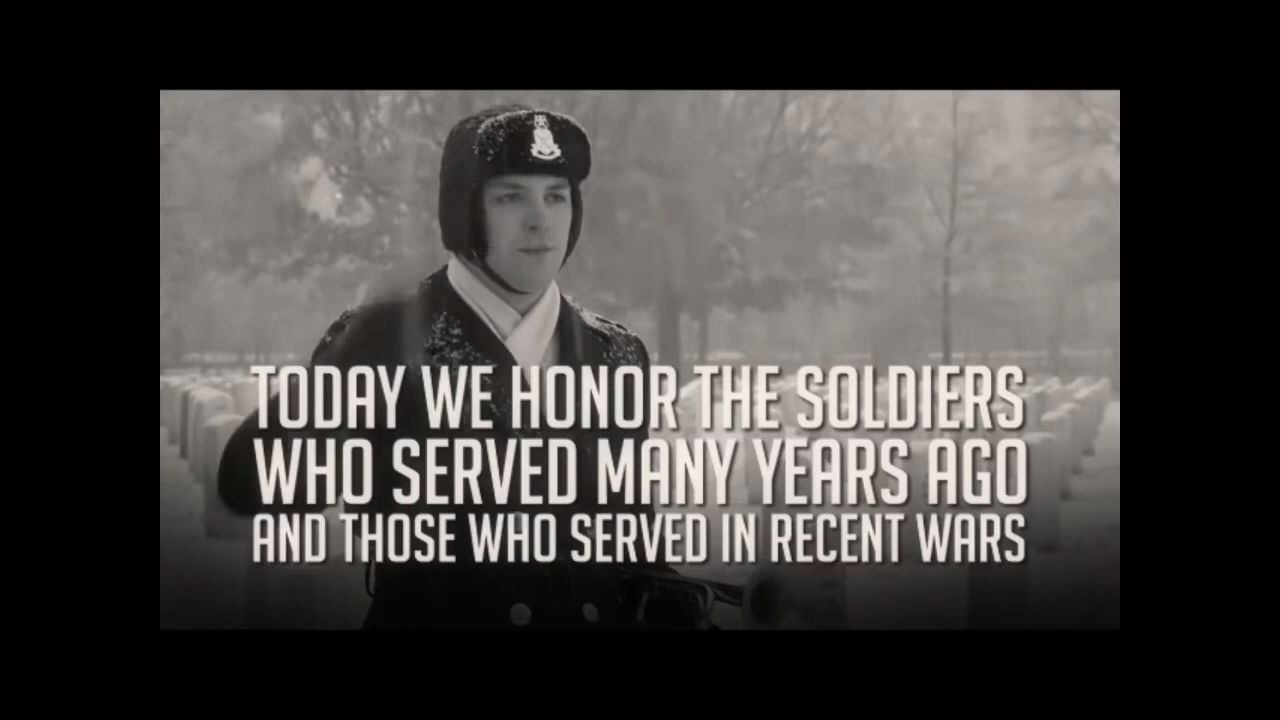 TODAY WE HONOR THE SOLDIERS
WHO SERVED MANY YEARS AGO
AND THOSE WHO SERVED IN RECENT WARS